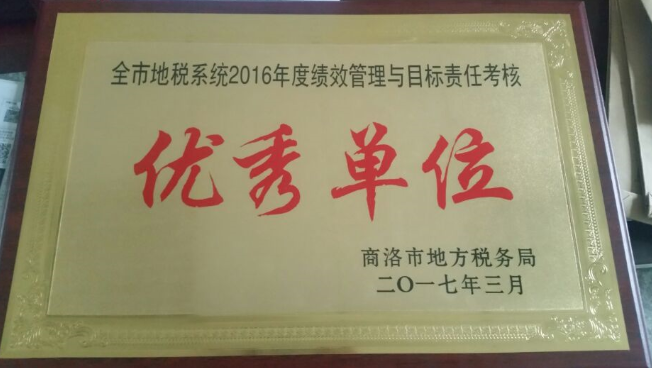 全市地税系统2016年度绩效管理与目标责任考核
优秀单位
商洛市地方税务局
二〇一七年三月